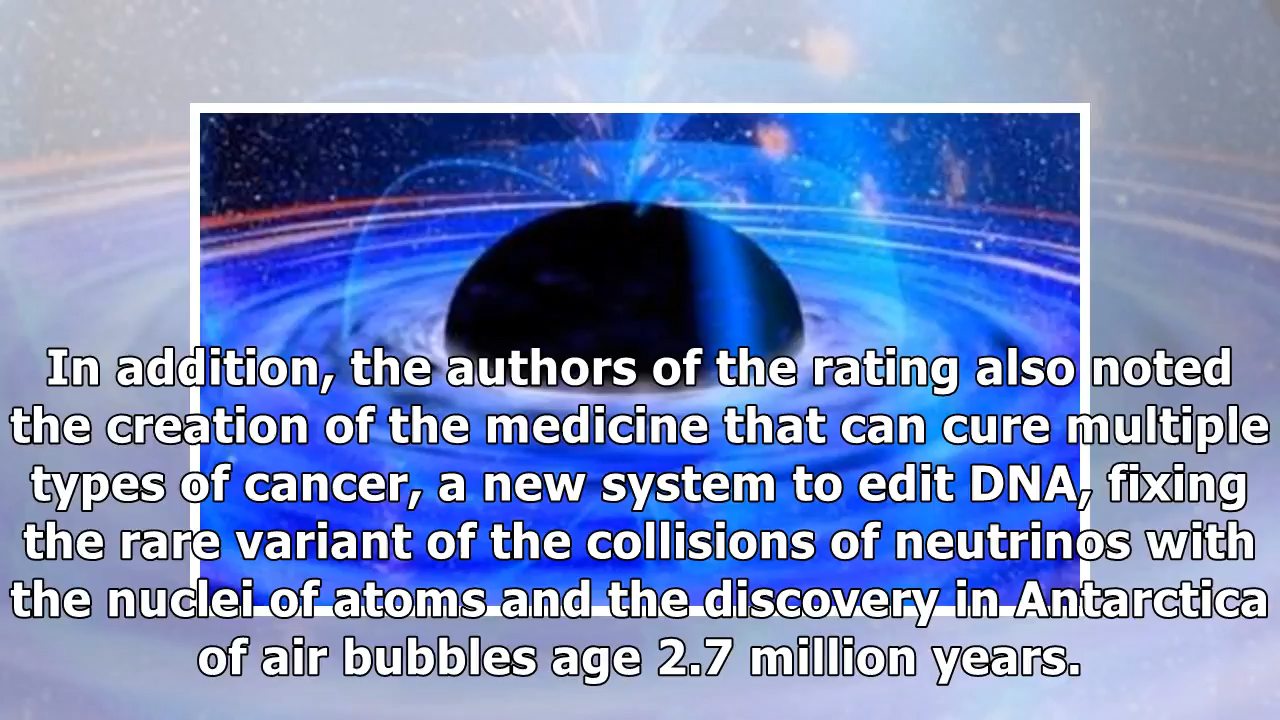 In addition, the authors of the rating also noted
the creation of the medicine that can cure multiple
types of cancer, a new system to edit DNA, fixing
the rare variant of the collisions of neutrinos with
the nuclei of atoms and the discovery in Antarctica
of air bubbles age 2.7 million years.